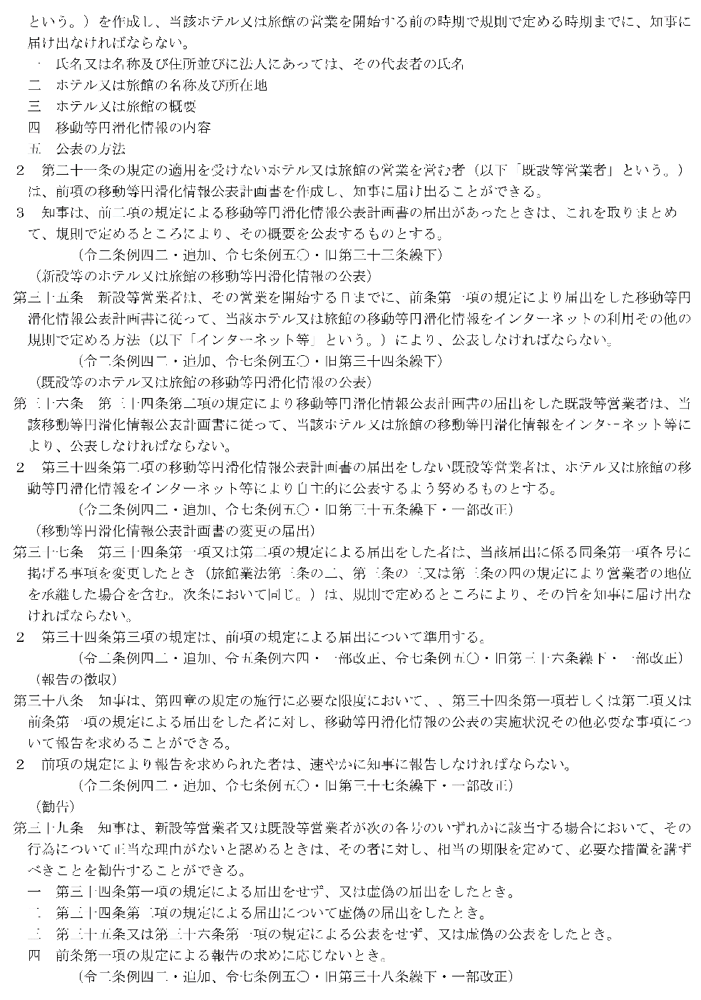 という。）を作成し、当該ホテル又は旅館の営業を開始する前の時期で規則で定める時期までに、知事に
届け出なければならない。
一　氏名又は名称及び住所並びに法人にあっては、その代表者の氏名
二　ホテル又は旅館の名称及び所在地
三　ホテル又は旅館の概要
四　移動等円滑化情報の内容
五　公表の方法
２　第二十一条の規定の適用を受けないホテル又は旅館の営業を営む者（以下「既設等営業者」という。）
は、前項の移動等円滑化情報公表計画書を作成し、知事に届け出ることができる。
３　知事は、前二項の規定による移動等円滑化情報公表計画書の届出があったときは、これを取りまとめ
て、規則で定めるところにより、その概要を公表するものとする。
（令二条例四二・追加、令七条例五〇・旧第三十三条繰下）
（新設等のホテル又は旅館の移動等円滑化情報の公表）
第三十五条　新設等営業者は、その営業を開始する日までに、前条第一項の規定により届出をした移動等円
滑化情報公表計画書に従って、当該ホテル又は旅館の移動等円滑化情報をインターネットの利用その他の
規則で定める方法（以下「インターネット等」という。）により、公表しなければならない。
（令二条例四二・追加、令七条例五〇・旧第三十四条繰下）
（既設等のホテル又は旅館の移動等円滑化情報の公表）
第三十六条　第三十四条第二項の規定により移動等円滑化情報公表計画書の届出をした既設等営業者は、当
該移動等円滑化情報公表計画書に従って、当該ホテル又は旅館の移動等円滑化情報をインターネット等に
より、公表しなければならない。
２　第三十四条第二項の移動等円滑化情報公表計画書の届出をしない既設等営業者は、ホテル又は旅館の移
動等円滑化情報をインターネット等により自主的に公表するよう努めるものとする。
（令二条例四二・追加、令七条例五〇・旧第三十五条繰下・一部改正）
（移動等円滑化情報公表計画書の変更の届出）
第三十七条　第三十四条第一項又は第二項の規定による届出をした者は、当該届出に係る同条第一項各号に
掲げる事項を変更したとき（旅館業法第三条の二、第三条の三又は第三条の四の規定により営業者の地位
を承継した場合を含む。次条において同じ。）は、規則で定めるところにより、その旨を知事に届け出な
ければならない。
２　第三十四条第三項の規定は、前項の規定による届出について準用する。
（令二条例四二・追加、令五条例六四・一部改正、令七条例五〇・旧第三十六条繰下・一部改正）
（報告の徴収）
第三十八条　知事は、第四章の規定の施行に必要な限度において、、第三十四条第一項若しくは第二項又は
前条第一項の規定による届出をした者に対し、移動等円滑化情報の公表の実施状況その他必要な事項につ
いて報告を求めることができる。
２　前項の規定により報告を求められた者は、速やかに知事に報告しなければならない。
（令二条例四二・追加、令七条例五〇・旧第三十七条繰下・一部改正）
（勧告）
第三十九条　知事は、新設等営業者又は既設等営業者が次の各号のいずれかに該当する場合において、その
行為について正当な理由がないと認めるときは、その者に対し、相当の期限を定めて、必要な措置を講ず
べきことを勧告することができる。
一　第三十四条第一項の規定による届出をせず、又は虚偽の届出をしたとき。
二　第三十四条第二項の規定による届出について虚偽の届出をしたとき。
三　第三十五条又は第三十六条第一項の規定による公表をせず、又は虚偽の公表をしたとき。
四　前条第一項の規定による報告の求めに応じないとき。
（令二条例四二・追加、令七条例五〇・旧第三十八条繰下・一部改正）